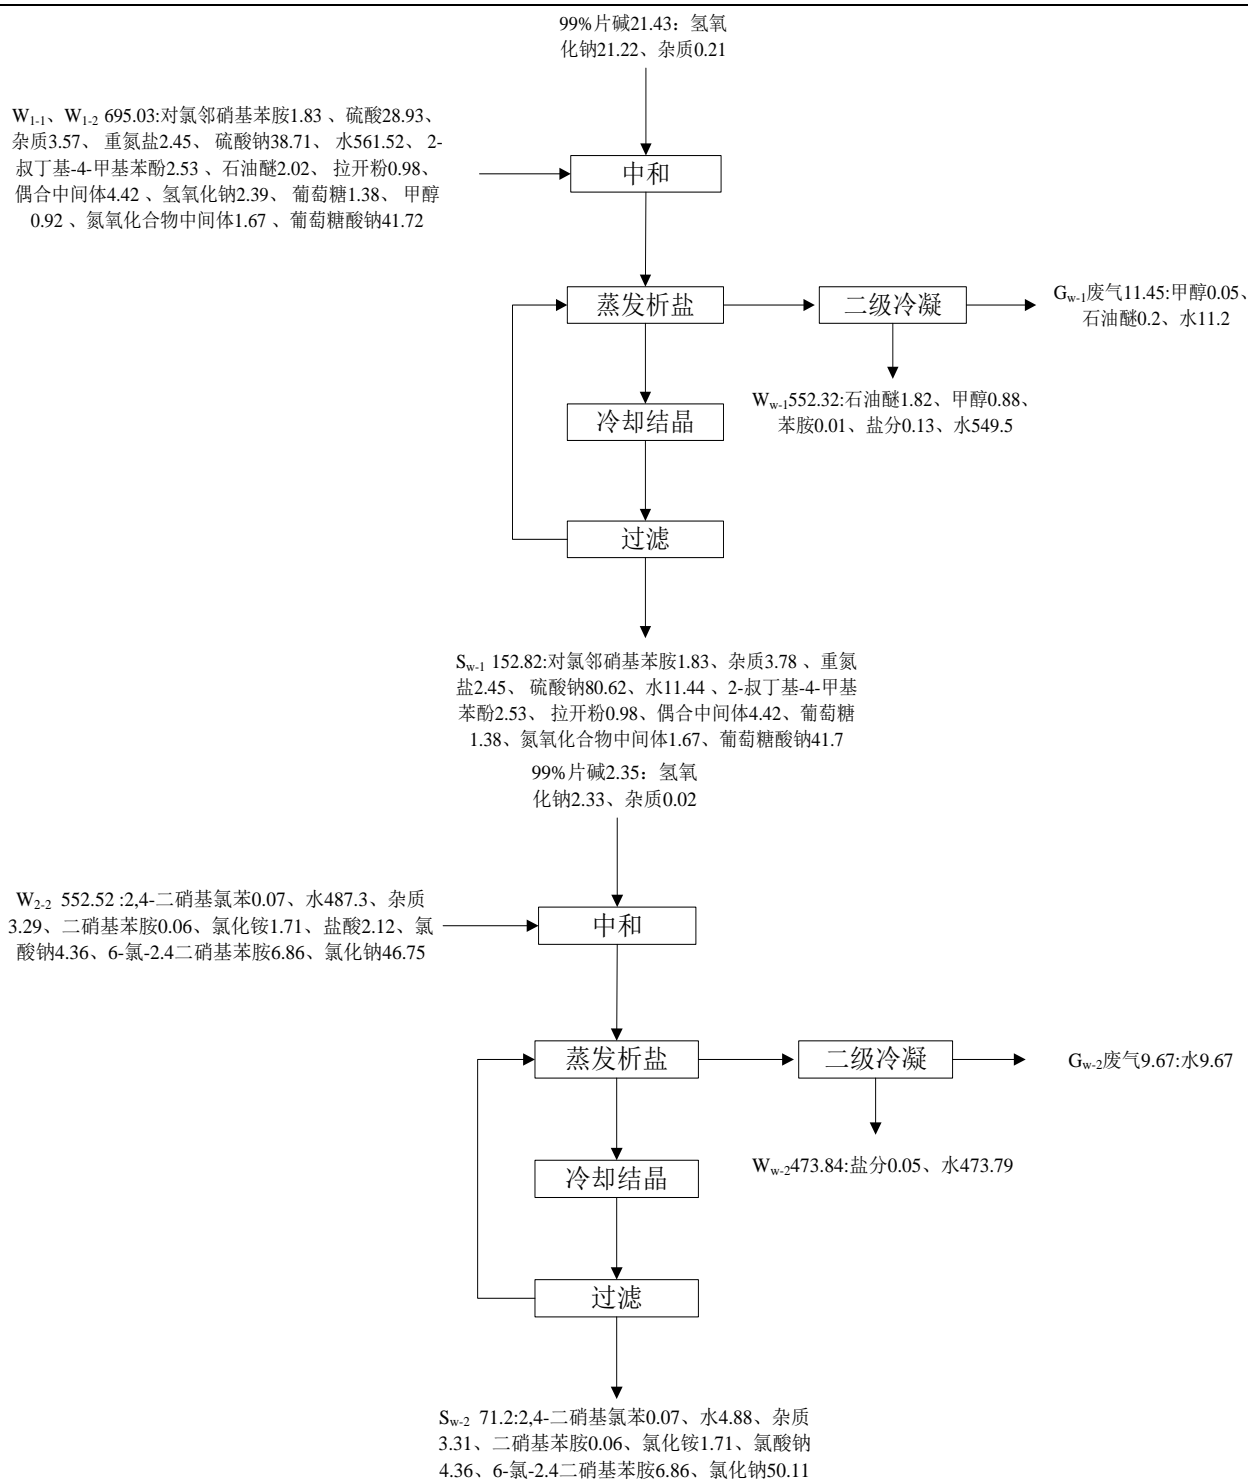 99%片碱21.43：氢氧
化钠21.22、杂质0.21
W1-1、W1-2 695.03:对氯邻硝基苯胺1.83 、硫酸28.93、
杂质3.57、 重氮盐2.45、 硫酸钠38.71、 水561.52、 2-
叔丁基-4-甲基苯酚2.53 、石油醚2.02、 拉开粉0.98、
偶合中间体4.42 、氢氧化钠2.39、 葡萄糖1.38、 甲醇
0.92 、氮氧化合物中间体1.67 、葡萄糖酸钠41.72
中和
蒸发析盐
二级冷凝
Gw-1废气11.45:甲醇0.05、
石油醚0.2、水11.2
Ww-1552.32:石油醚1.82、甲醇0.88、
苯胺0.01、盐分0.13、水549.5
冷却结晶
过滤
Sw-1 152.82:对氯邻硝基苯胺1.83、杂质3.78 、重氮
盐2.45、 硫酸钠80.62、水11.44 、2-叔丁基-4-甲基
苯酚2.53、 拉开粉0.98、偶合中间体4.42、葡萄糖
1.38、氮氧化合物中间体1.67、葡萄糖酸钠41.7
99%片碱2.35：氢氧
化钠2.33、杂质0.02
W2-2 552.52 :2,4-二硝基氯苯0.07、水487.3、杂质
3.29、二硝基苯胺0.06、氯化铵1.71、盐酸2.12、氯
酸钠4.36、6-氯-2.4二硝基苯胺6.86、氯化钠46.75
中和
蒸发析盐
二级冷凝
Gw-2废气9.67:水9.67
Ww-2473.84:盐分0.05、水473.79
冷却结晶
过滤
Sw-2 71.2:2,4-二硝基氯苯0.07、水4.88、杂质
3.31、二硝基苯胺0.06、氯化铵1.71、氯酸钠
4.36、6-氯-2.4二硝基苯胺6.86、氯化钠50.11